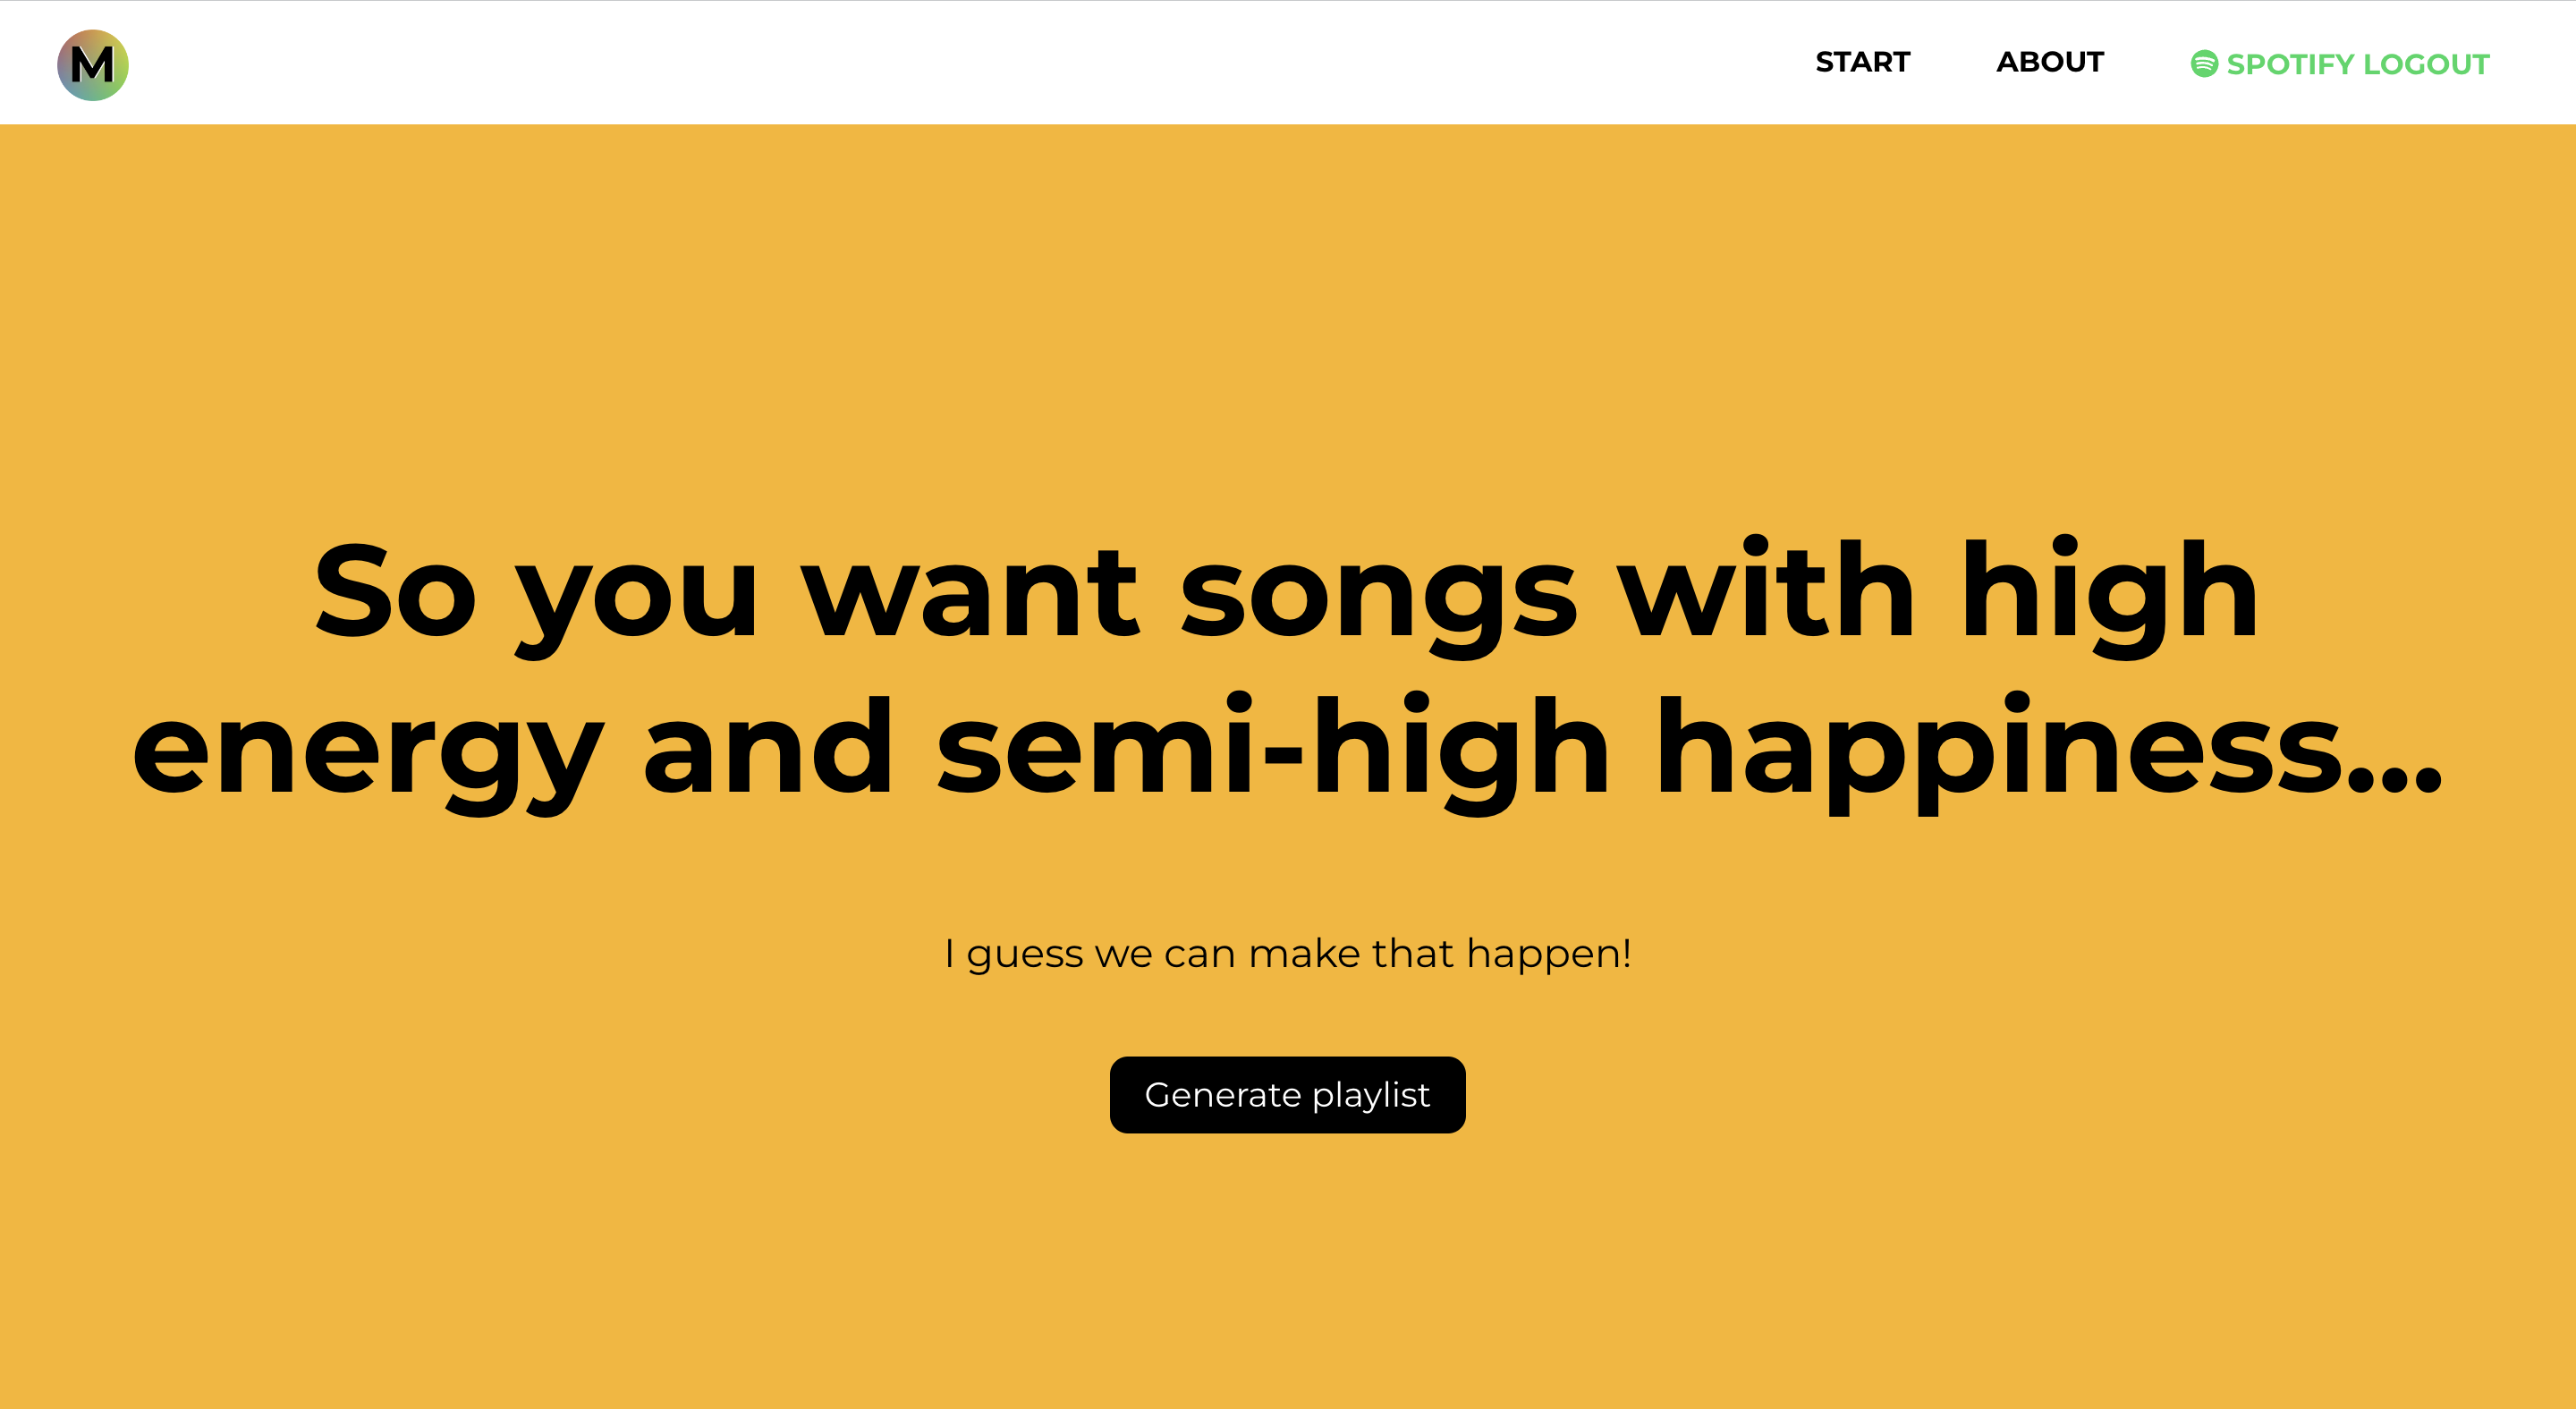 M
START
ABOUT
SPOTIFY LOGOUT
So you want songs with high
energy and semi-high happiness...
I guess we can make that happen!
Generate playlist